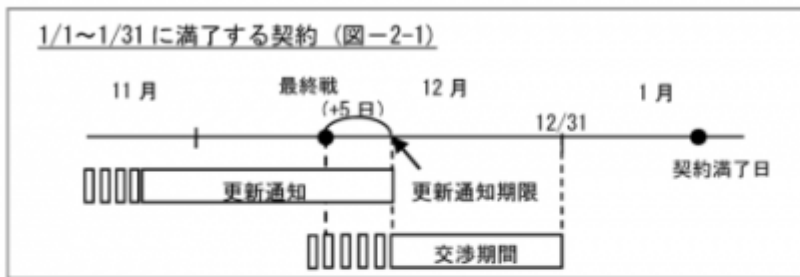 1/1～1/31 に満了する契約（図－2-1）
11 月
最終戦
(+5 日)
12 月
1 月
12/31
契約満了日
更新通知
更新通知期限
交渉期間